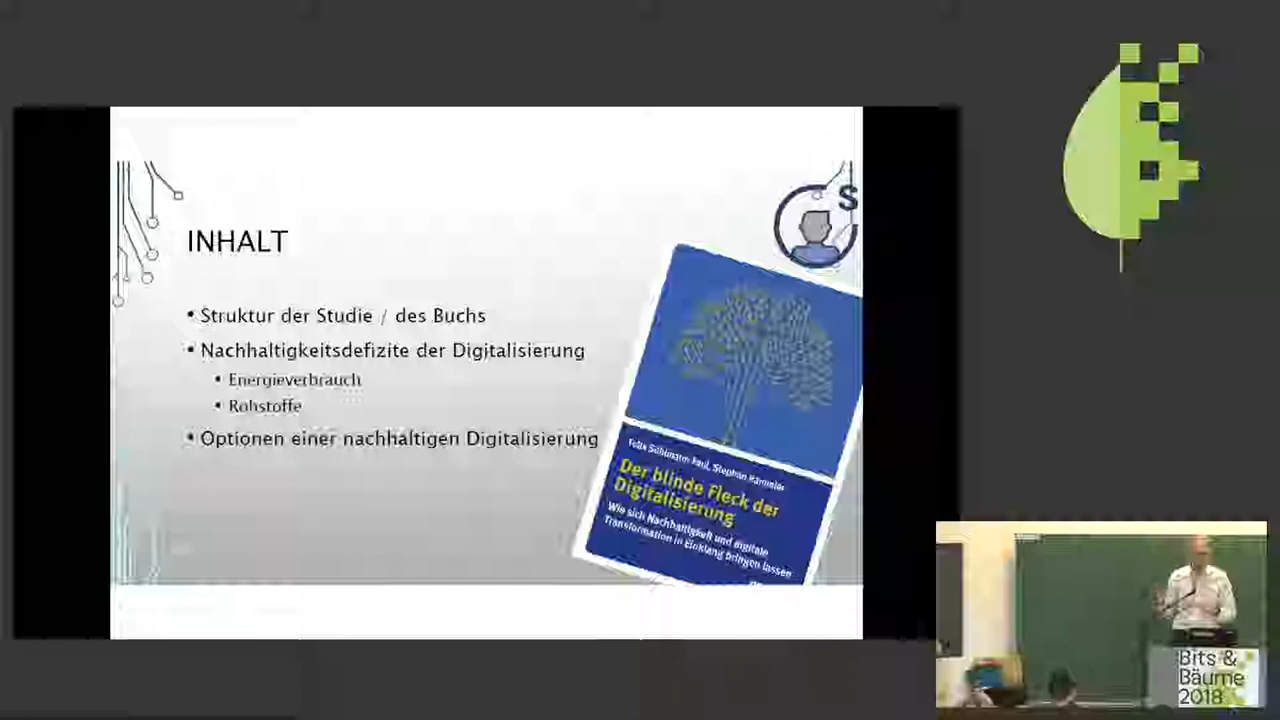 S
INHALT
• Struktur der Studie / des Buchs
• Nachhaltigkeitsdefizite der Digitalisierung
• Energieverbrauch
• Rohstoffe
• Optionen einer nachhaltigen Digitalisierung
Felix Sühlmann-Faul, Stephan Rammler
Der blinde Fleck der
Digitalisierung
Wie sich Nachhaltigkeit und digitale
Transformation in Einklang bringen lassen
Bits &
Bäume
2018